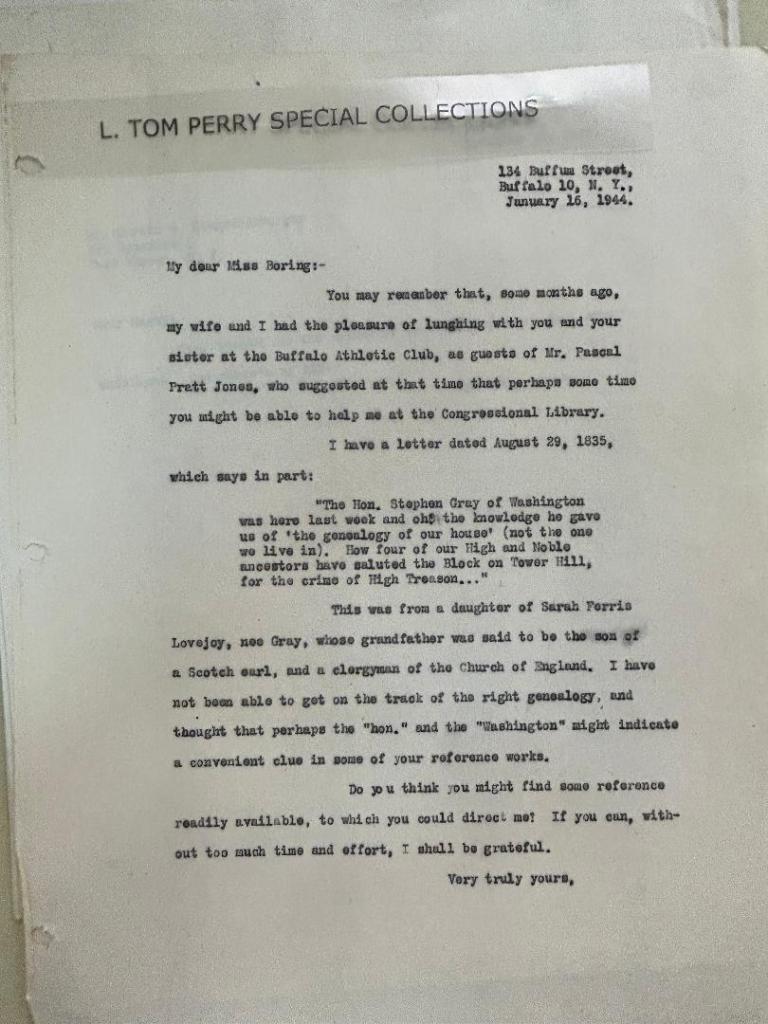 L. TOM PERRY SPECIAL COLLECTIONS
134 Buffum Street,
Buffalo 10, N. Y.,
January 16, 1944.
My dear Miss Boring:-
You may remember that, some months ago,
my wife and I had the pleasure of lunghing with you and your
sister at the Buffalo Athletic Club, as guests of Mr. Pascal
Pratt Jones, who suggested at that time that perhaps some time
you might be able to help me at the Congressional Library.
I have a letter dated August 29, 1835,
which says in part:
"The Hon. Stephen Gray of Washington
was here last week and oh! the knowledge he gave
us of 'the genealogy of our house' (not the one
we live in). How four of our High and Noble
ancestors have saluted the Block on Tower Hill,
for the crime of High Treason..."
This was from a daughter of Sarah Ferris
Lovejoy, nee Gray, whose grandfather was said to be the son of
a Scotch earl, and a clergyman of the Church of England. I have
not been able to get on the track of the right genealogy, and
thought that perhaps the "hon." and the "Washington" might indicate
a convenient clue in some of your reference works.
Do you think you might find some reference
readily available, to which you could direct me? If you can, with-
out too much time and effort, I shall be grateful.
Very truly yours,